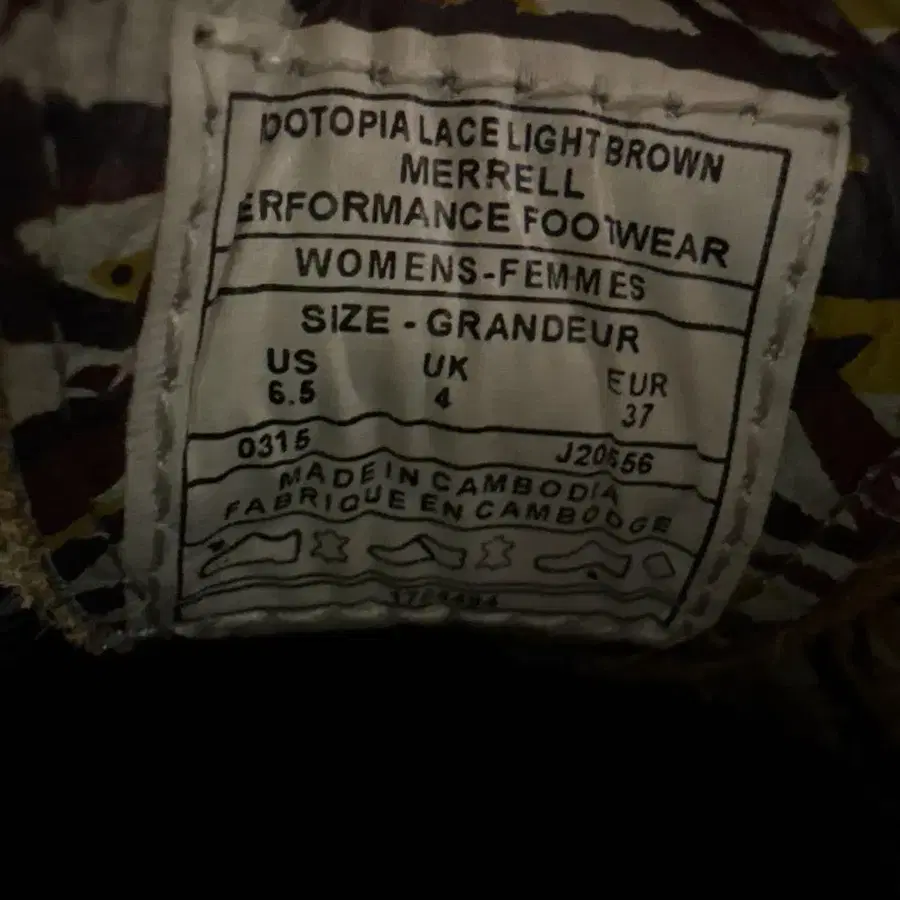 DOTOPIA LACE LIGHT BROWN
MERRELL
ERFORMANCE FOOTWEAR
WOMENS-FEMMES
SIZE - GRANDEUR
US UK EUR
6.5 4 37
0315
MADE IN CAMBODIA
FABRIQUE EN CAMBODGE